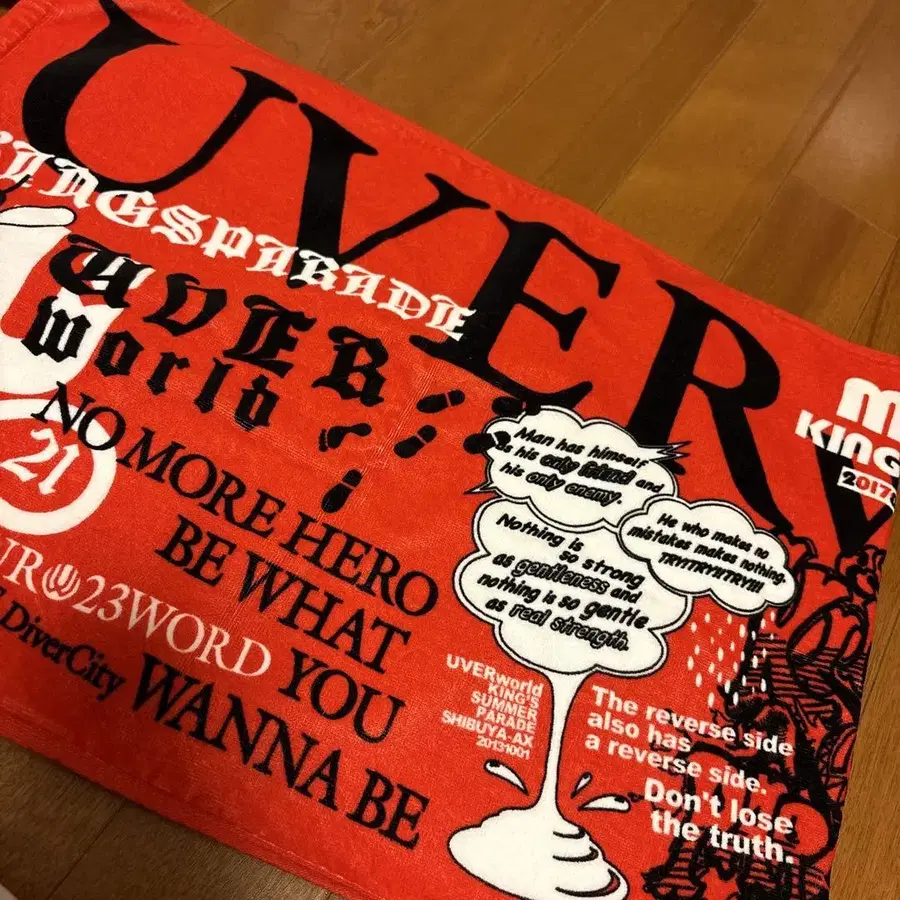 UVER
KINGSPARADE
UVER
world
NO MORE HERO
BE WHAT
YOU
WANNA BE
21
23WORD
DiverCity
Man has himself
as his only friend and
his only enemy.
He who makes no
mistakes makes nothing.
TRY!TRY!!TRY!!!
Nothing is
so strong
as gentleness and
nothing is so gentle
as real strength.
UVERworld
KING'S
SUMMER
PARADE
SHIBUYA-AX
20131001
The reverse side
also has
a reverse side.
Don't lose
the truth.
KING
2017